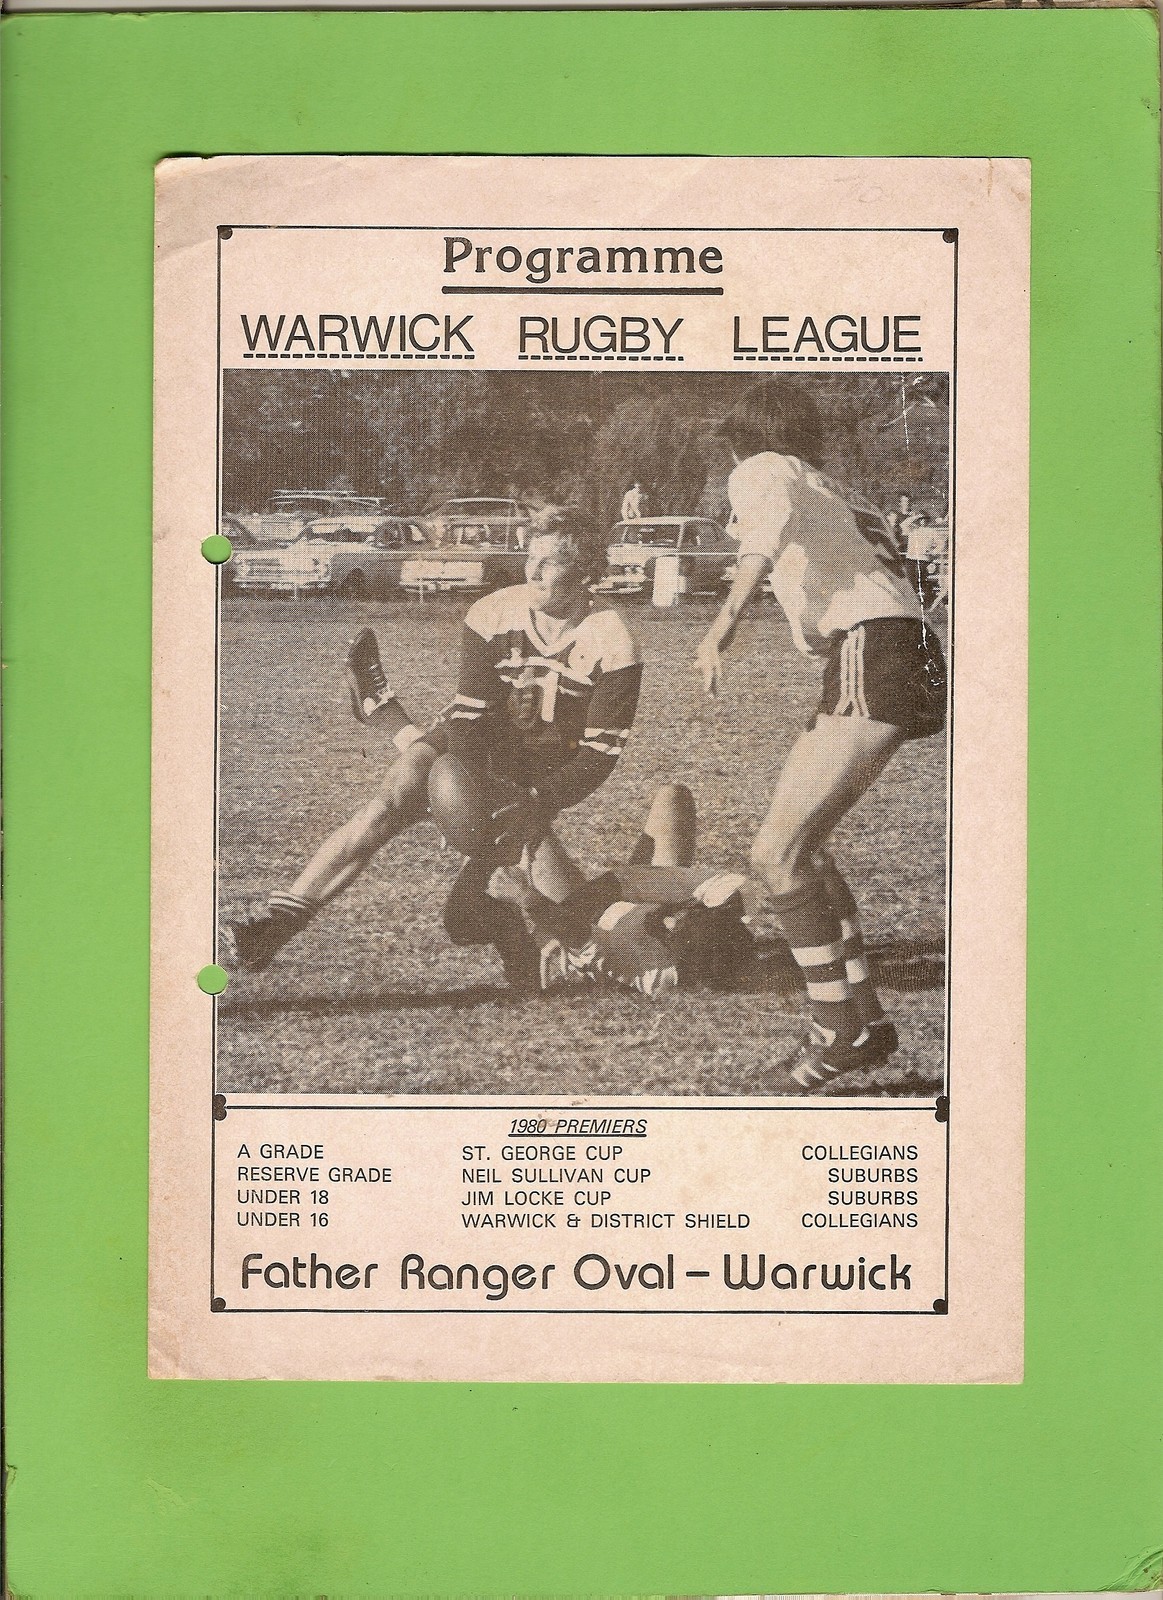 Programme
WARWICK RUGBY LEAGUE
1980 PREMIERS
A GRADE ST. GEORGE CUP COLLEGIANS
RESERVE GRADE NEIL SULLIVAN CUP SUBURBS
UNDER 18 JIM LOCKE CUP SUBURBS
UNDER 16 WARWICK & DISTRICT SHIELD COLLEGIANS
Father Ranger Oval – Warwick